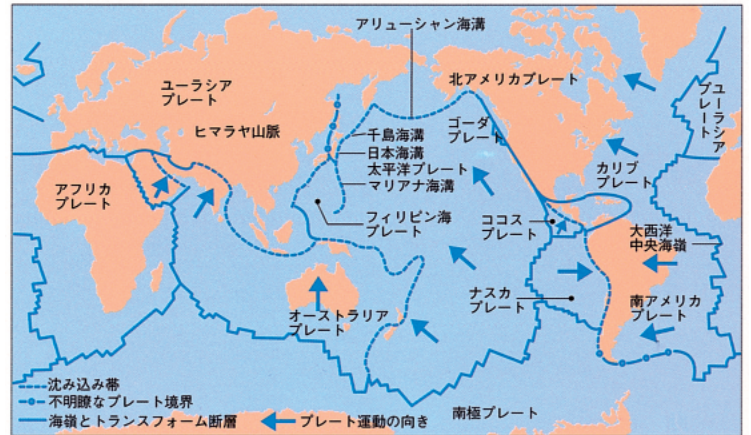 アリューシャン海溝
ユーラシア
プレート
北アメリカプレート
ユーラシア
プレート
ヒマラヤ山脈
千島海溝
日本海溝
太平洋プレート
マリアナ海溝
ゴーダ
プレート
カリブ
プレート
アフリカ
プレート
フィリピン海
プレート
ココス
プレート
大西洋
中央海嶺
ナスカ
プレート
南アメリカ
プレート
オーストラリア
プレート
沈み込み帯
不明瞭なプレート境界
海嶺とトランスフォーム断層
プレート運動の向き
南極プレート